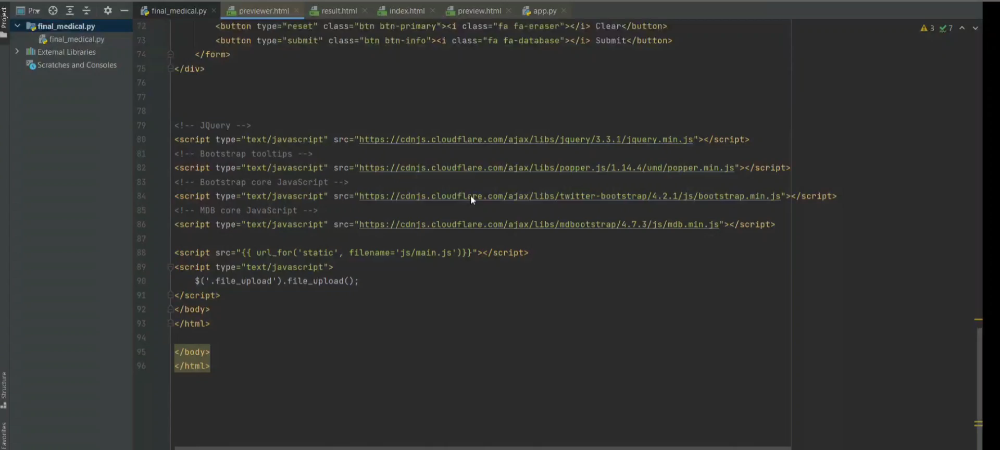 Project
Pr
final_medical.py
previewer.html
result.html
index.html
preview.html
app.py
final_medical.py
final_medical.py
External Libraries
Scratches and Consoles
3 7
72 <button type="reset" class="btn btn-primary"><i class="fa fa-eraser"></i> Clear</button>
73 <button type="submit" class="btn btn-info"><i class="fa fa-database"></i> Submit</button>
74 </form>
75 </div>
76
77
78
79 <!-- JQuery -->
80 <script type="text/javascript" src="https://cdnjs.cloudflare.com/ajax/libs/jquery/3.3.1/jquery.min.js"></script>
81 <!-- Bootstrap tooltips -->
82 <script type="text/javascript" src="https://cdnjs.cloudflare.com/ajax/libs/popper.js/1.14.4/umd/popper.min.js"></script>
83 <!-- Bootstrap core JavaScript -->
84 <script type="text/javascript" src="https://cdnjs.cloudflare.com/ajax/libs/twitter-bootstrap/4.2.1/js/bootstrap.min.js"></script>
85 <!-- MDB core JavaScript -->
86 <script type="text/javascript" src="https://cdnjs.cloudflare.com/ajax/libs/mdbootstrap/4.7.3/js/mdb.min.js"></script>
87
88 <script src="{{ url_for('static', filename='js/main.js')}}"></script>
89 <script type="text/javascript">
90 $('.file_upload').file_upload();
91 </script>
92 </body>
93 </html>
94
95 </body>
96 </html>
Structure
Favorites